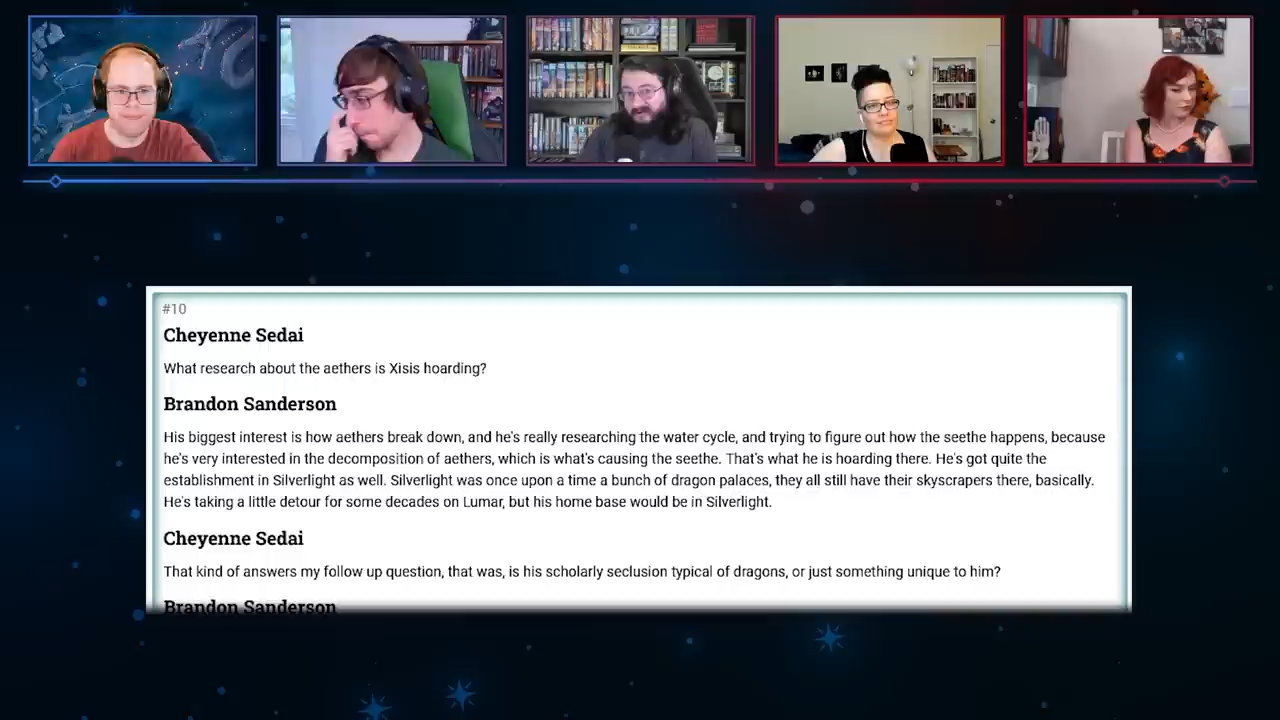 #10
Cheyenne Sedai
What research about the aethers is Xisis hoarding?
Brandon Sanderson
His biggest interest is how aethers break down, and he's really researching the water cycle, and trying to figure out how the seethe happens, because
he's very interested in the decomposition of aethers, which is what's causing the seethe. That's what he is hoarding there. He's got quite the
establishment in Silverlight as well. Silverlight was once upon a time a bunch of dragon palaces, they all still have their skyscrapers there, basically.
He's taking a little detour for some decades on Lumar, but his home base would be in Silverlight.
Cheyenne Sedai
That kind of answers my follow up question, that was, is his scholarly seclusion typical of dragons, or just something unique to him?
Brandon Sanderson